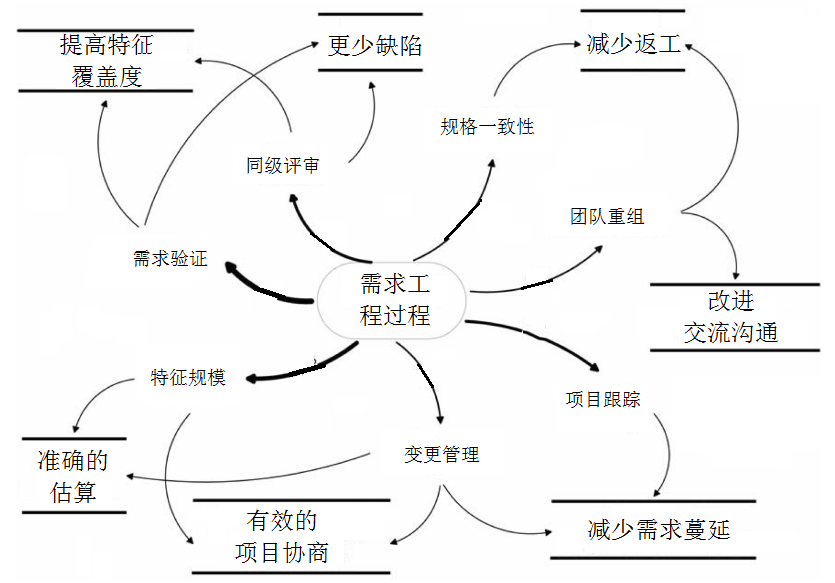 提高特征
覆盖度
更少缺陷
减少返工
规格一致性
同级评审
团队重组
需求验证
需求工
程过程
改进
交流沟通
特征规模
项目跟踪
变更管理
准确的
估算
有效的
项目协商
减少需求蔓延